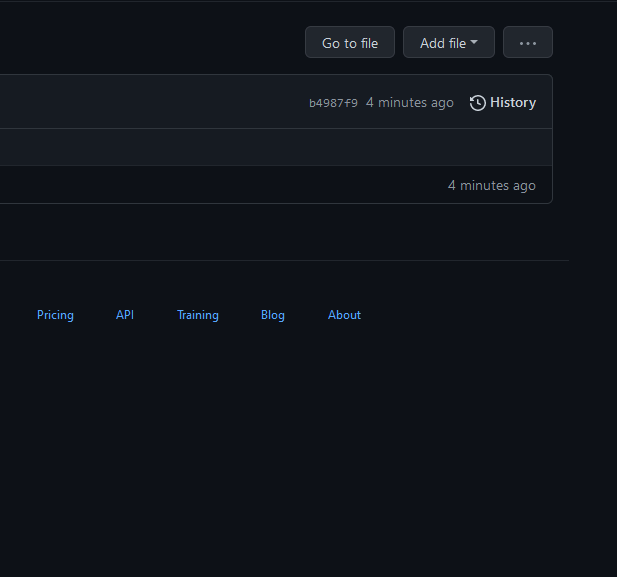 Go to file Add file ...
b4987f9 4 minutes ago History
4 minutes ago
Pricing API Training Blog About